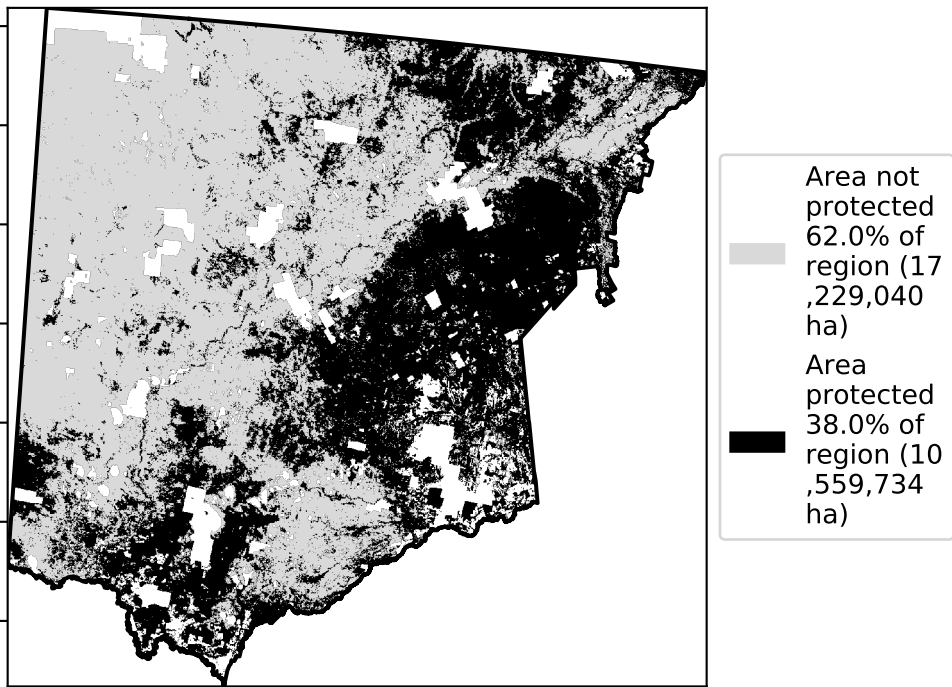 Area not
protected
62.0% of
region (17
,229,040
ha)
Area
protected
38.0% of
region (10
,559,734
ha)